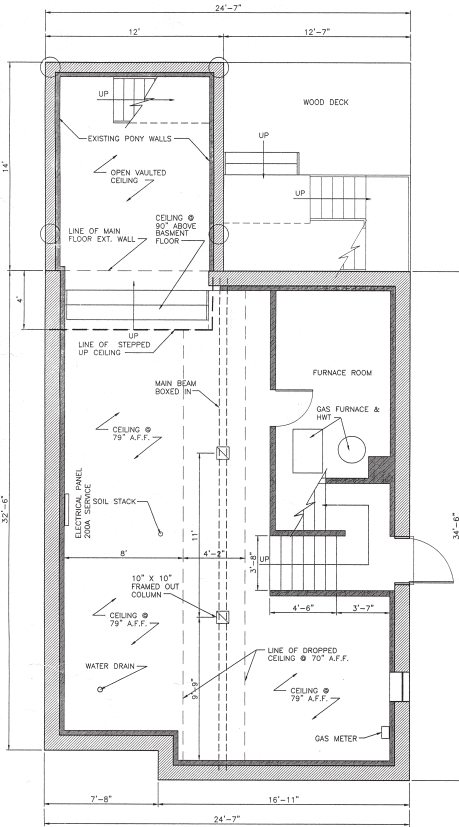 24'-7"
12'
12'-7"
UP
WOOD DECK
EXISTING PONY WALLS
UP
OPEN VAULTED
CEILING
14'
UP
CEILING @
90" ABOVE
BASMENT
FLOOR
LINE OF MAIN
FLOOR EXT. WALL
4'
UP
LINE OF STEPPED
UP CEILING
MAIN BEAM
BOXED IN
FURNACE ROOM
GAS FURNACE &
HWT
CEILING @
79" A.F.F.
ELECTRICAL PANEL
200A SERVICE
SOIL STACK
32'-6"
34'-6"
11'
8'
4'-2"
3'-8"
UP
10" X 10"
FRAMED OUT
COLUMN
4'-6"
3'-7"
CEILING @
79" A.F.F.
LINE OF DROPPED
CEILING @ 70" A.F.F.
WATER DRAIN
9'-9"
CEILING @
79" A.F.F.
GAS METER
7'-8"
16'-11"
24'-7"